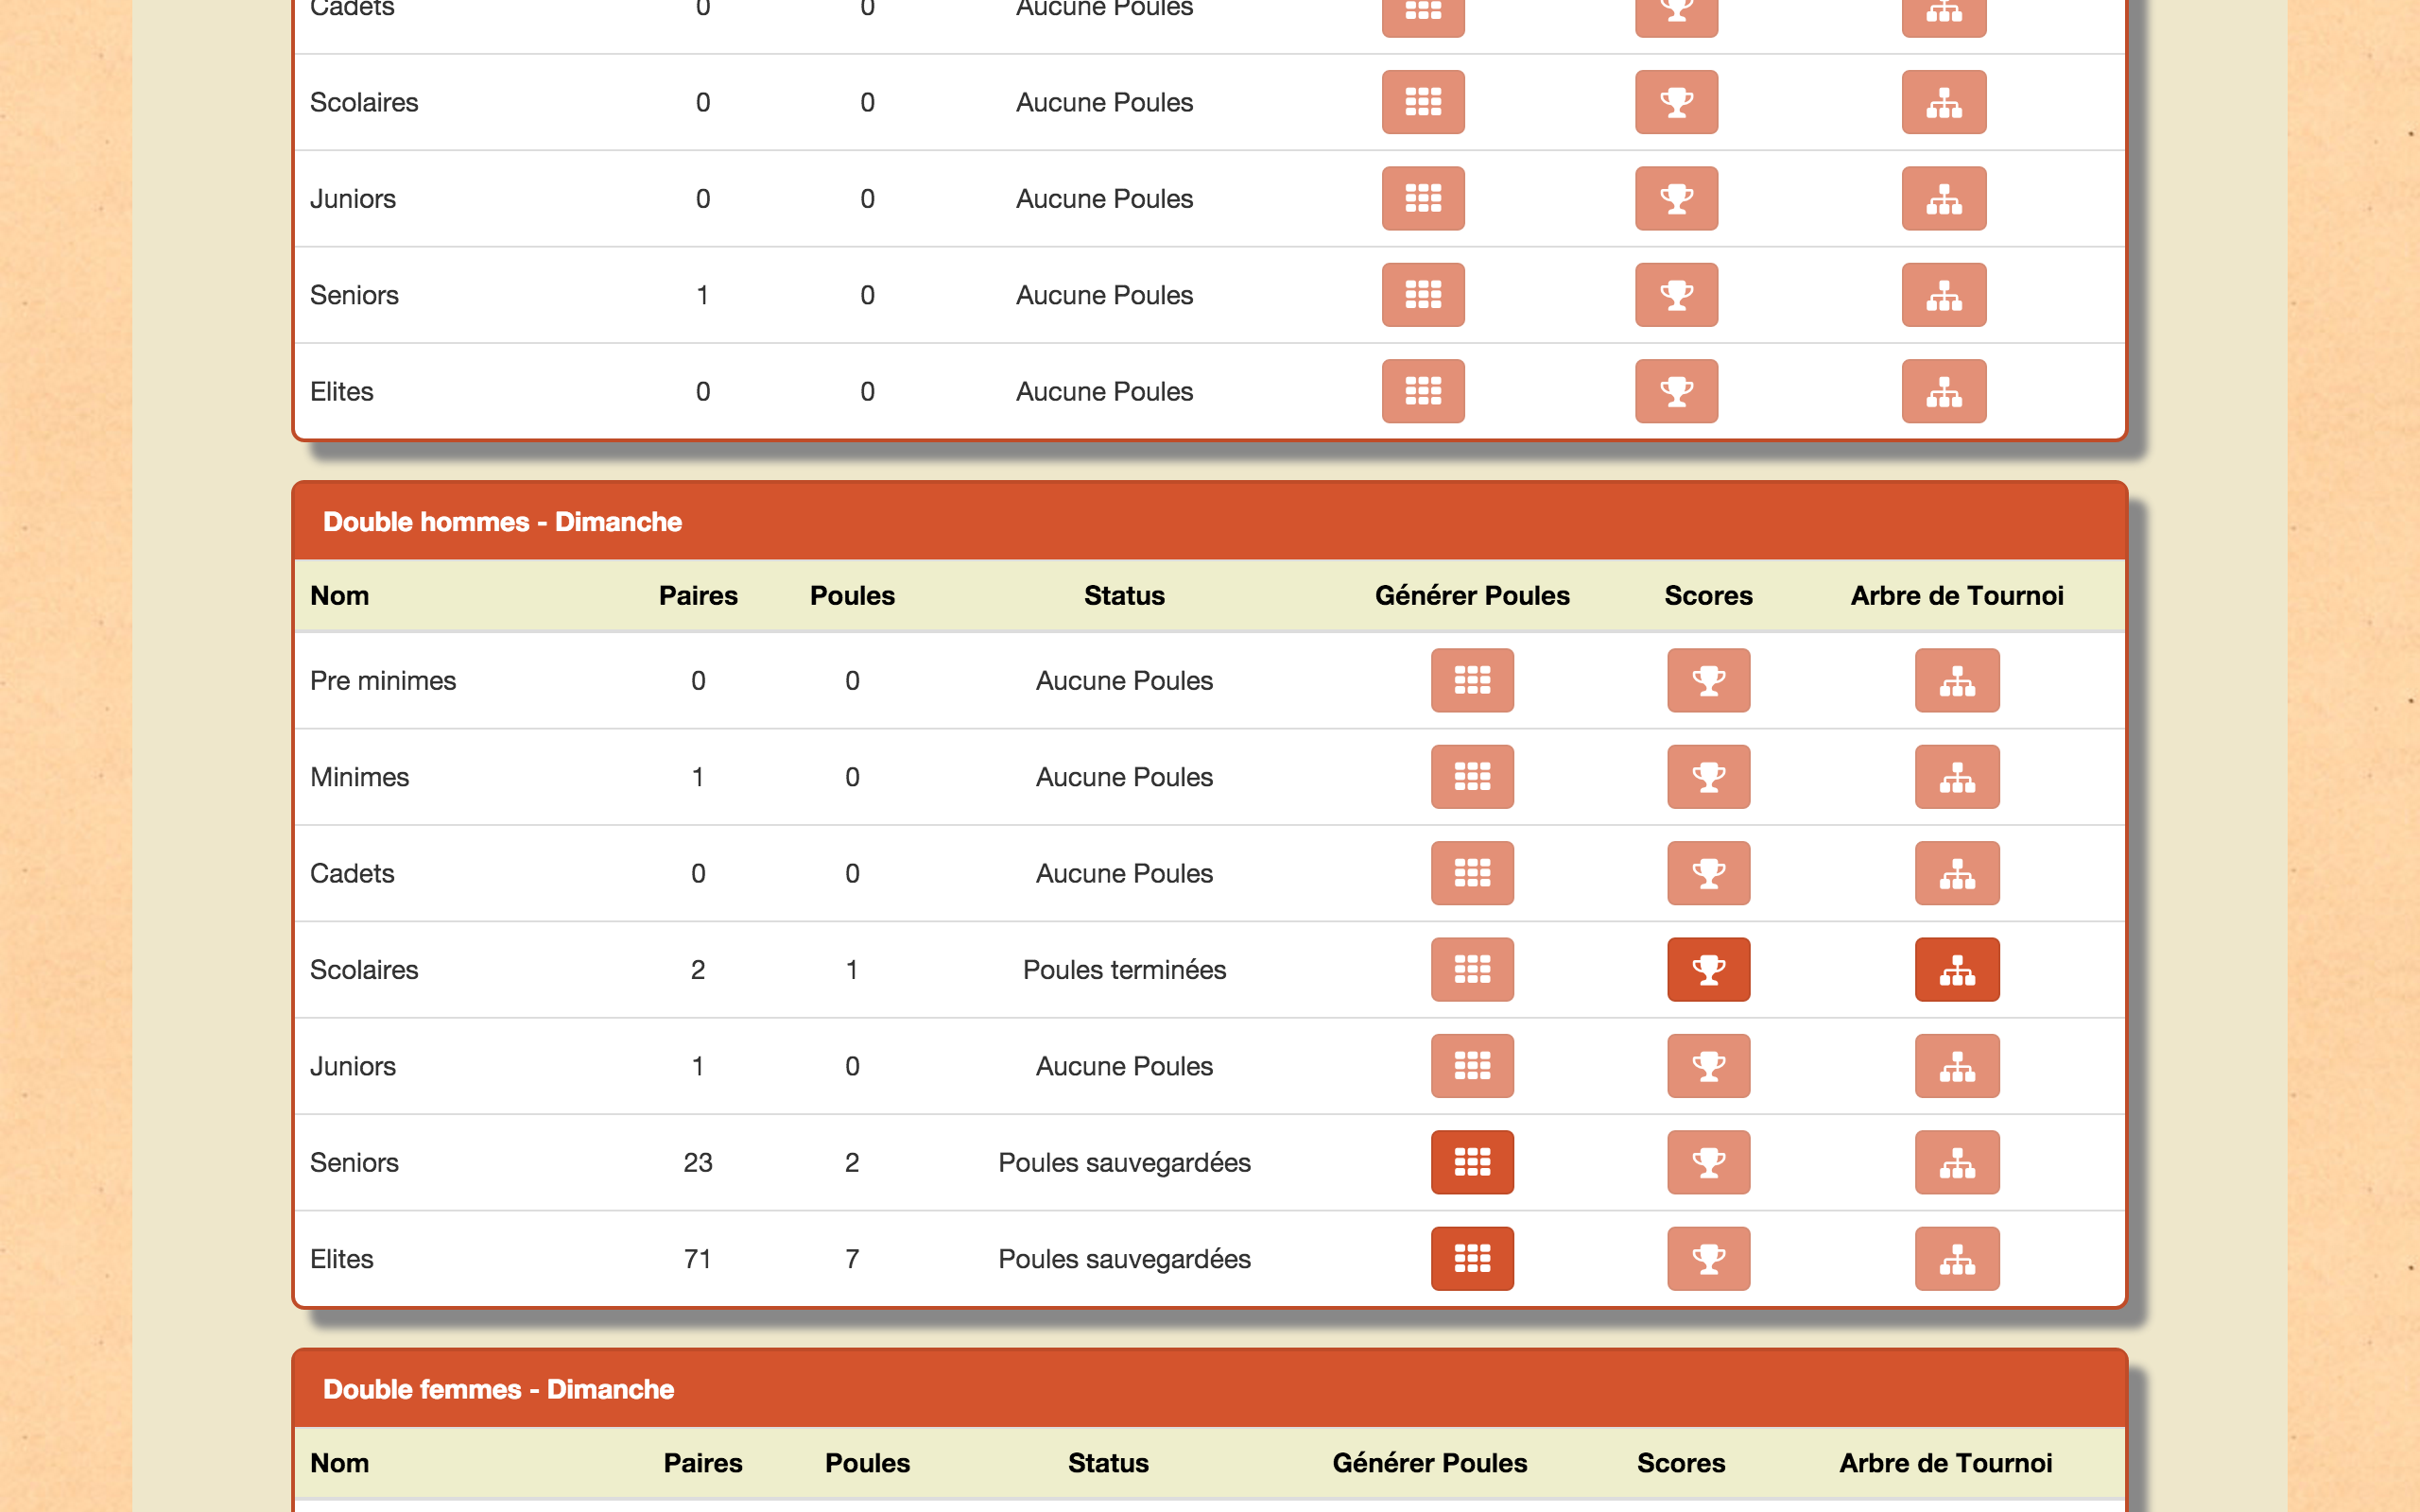 Cadets 0 0 Aucune Poules
Scolaires 0 0 Aucune Poules
Juniors 0 0 Aucune Poules
Seniors 1 0 Aucune Poules
Elites 0 0 Aucune Poules
Double hommes - Dimanche
Nom Paires Poules Status Générer Poules Scores Arbre de Tournoi
Pre minimes 0 0 Aucune Poules
Minimes 1 0 Aucune Poules
Cadets 0 0 Aucune Poules
Scolaires 2 1 Poules terminées
Juniors 1 0 Aucune Poules
Seniors 23 2 Poules sauvegardées
Elites 71 7 Poules sauvegardées
Double femmes - Dimanche
Nom Paires Poules Status Générer Poules Scores Arbre de Tournoi